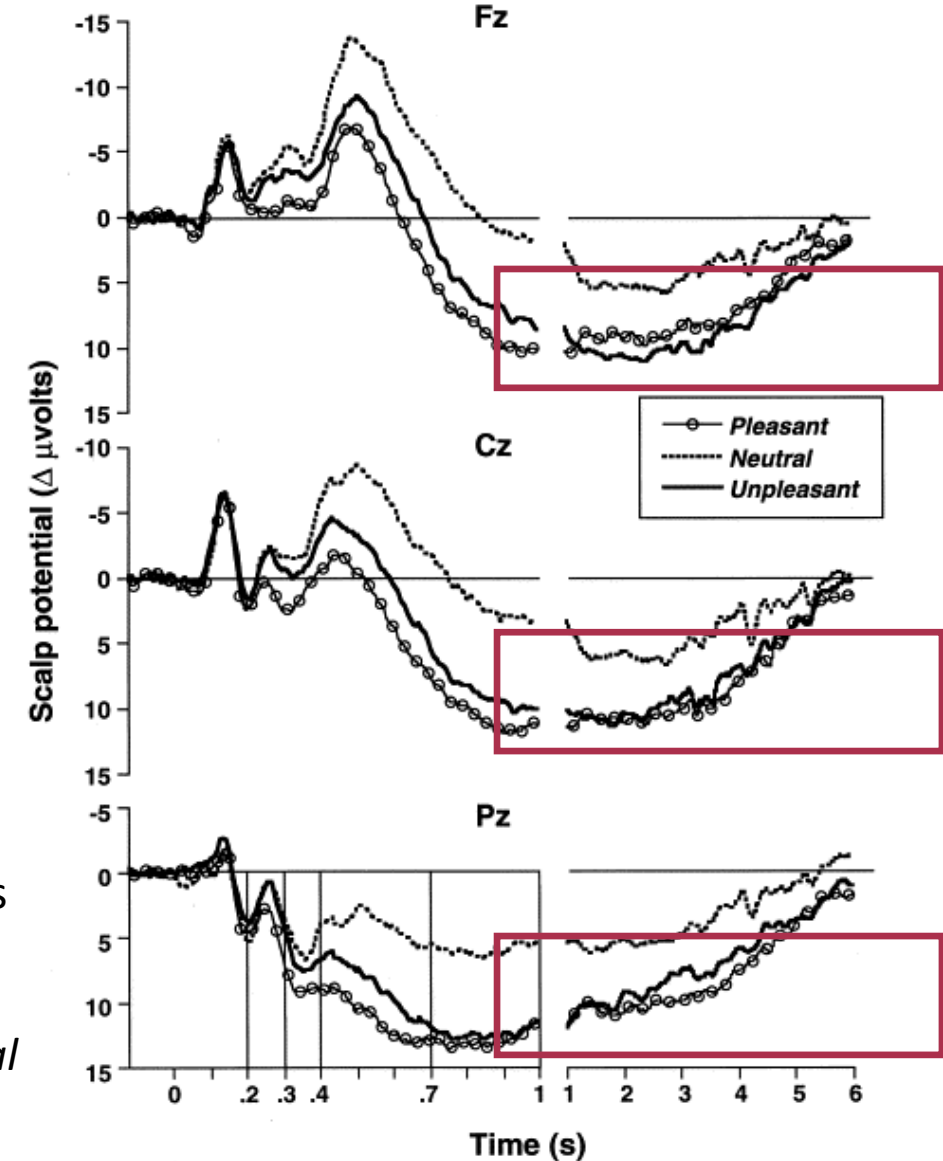 Fz
-15
-10
-5
0
5
10
15
Pleasant
Neutral
Unpleasant
Cz
-10
-5
0
5
10
15
Scalp potential (Δ μvolts)
Pz
-5
0
5
10
15
s
al
0 .2 .3 .4 .7 1 1 2 3 4 5 6
Time (s)